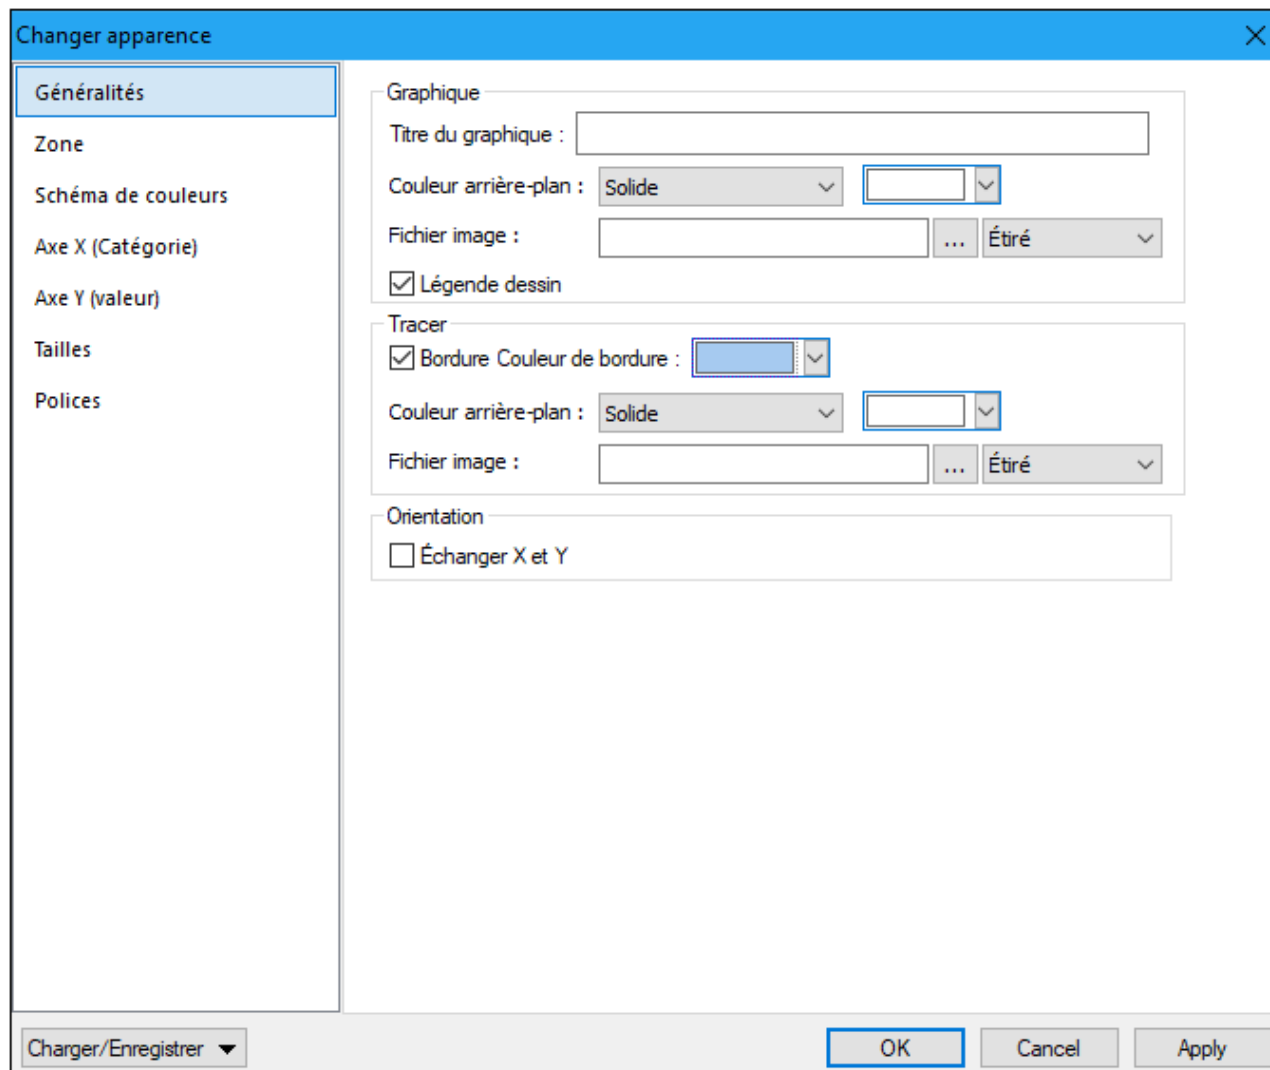 Changer apparence
Généralités
Zone
Schéma de couleurs
Axe X (Catégorie)
Axe Y (valeur)
Tailles
Polices
Graphique
Titre du graphique :
Couleur arrière-plan : Solide
Fichier image : ... Étiré
Légende dessin
Tracer
Bordure Couleur de bordure :
Couleur arrière-plan : Solide
Fichier image : ... Étiré
Orientation
Échanger X et Y
Charger/Enregistrer OK Cancel Apply